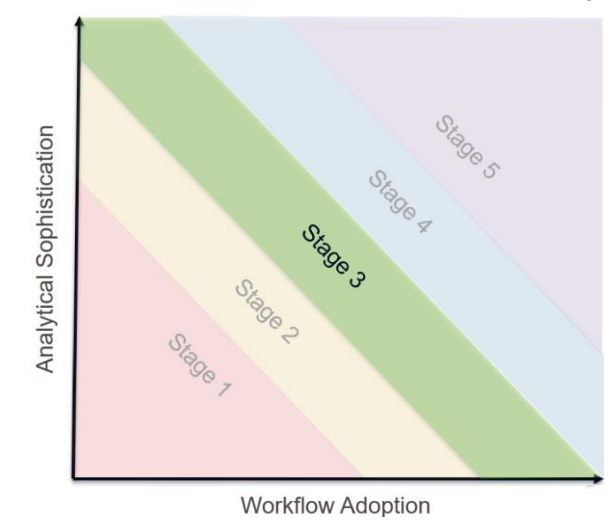 Analytical Sophistication
Stage 5
Stage 4
Stage 3
Stage 2
Stage 1
Workflow Adoption